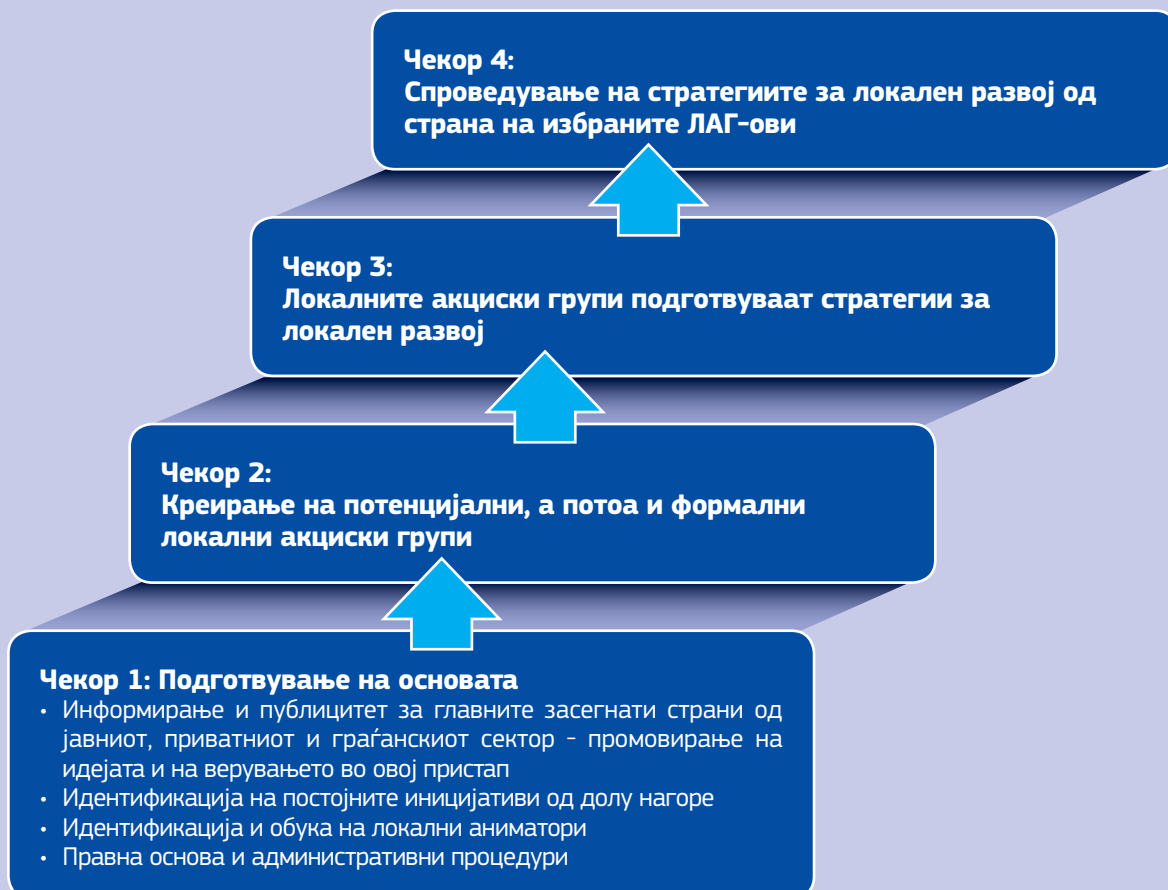 Чекор 4:
Спроведување на стратегиите за локален развој од
страна на избраните ЛАГ-ови
Чекор 3:
Локалните акциски групи подготвуваат стратегии за
локален развој
Чекор 2:
Креирање на потенцијални, а потоа и формални
локални акциски групи
Чекор 1: Подготвување на основата
• Информирање и публицитет за главните засегнати страни од
јавниот, приватниот и граѓанскиот сектор - промовирање на
идејата и на верувањето во овој пристап
• Идентификација на постојните иницијативи од долу нагоре
• Идентификација и обука на локални аниматори
• Правна основа и административни процедури